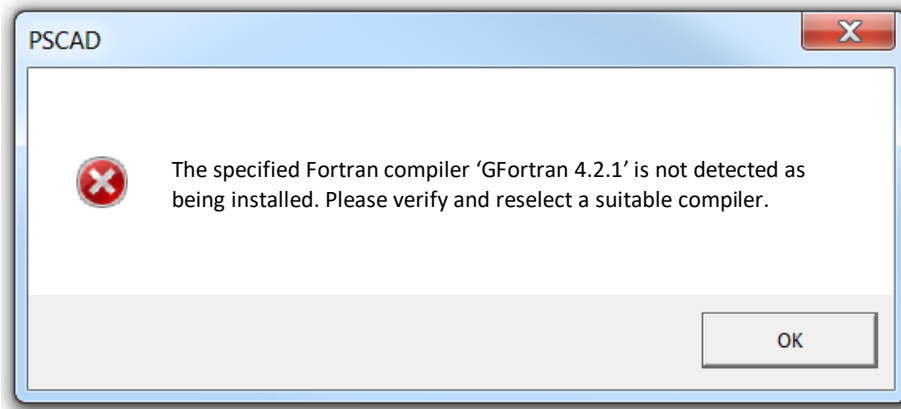 PSCAD
The specified Fortran compiler ‘GFortran 4.2.1’ is not detected as
being installed. Please verify and reselect a suitable compiler.
OK